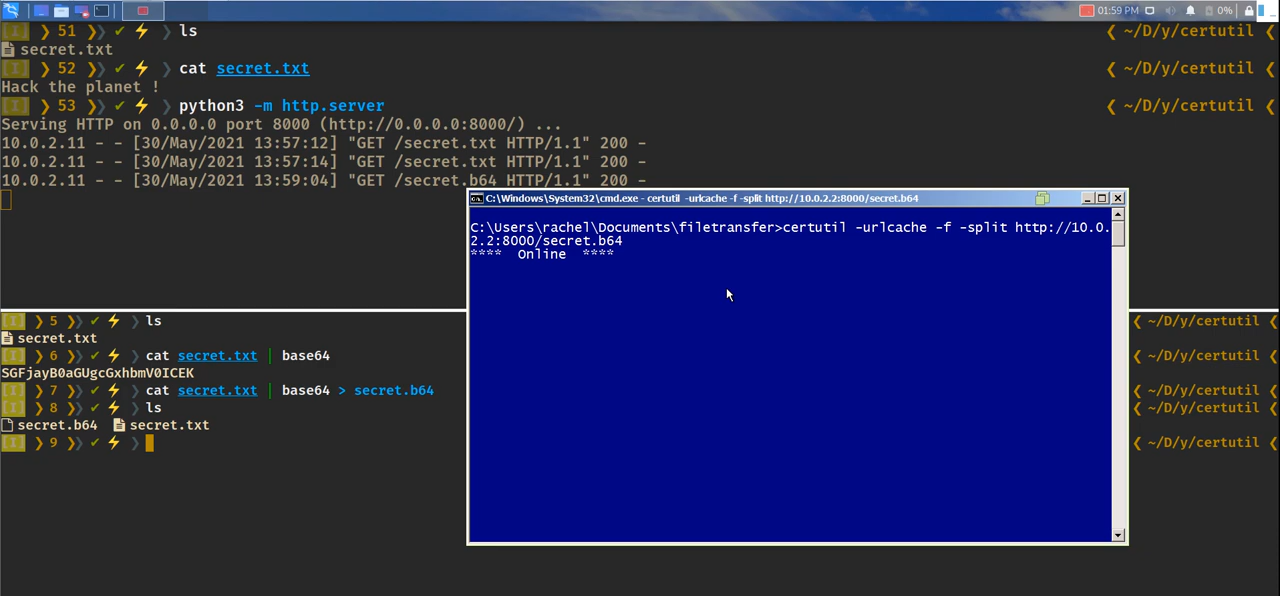 01:59 PM 0%
[I] ❯ 51 ❯❯ ✔ ⚡ ❯ ls ❮ ~/D/y/certutil ❮
secret.txt
[I] ❯ 52 ❯❯ ✔ ⚡ ❯ cat secret.txt ❮ ~/D/y/certutil ❮
Hack the planet !
[I] ❯ 53 ❯❯ ✔ ⚡ ❯ python3 -m http.server ❮ ~/D/y/certutil ❮
Serving HTTP on 0.0.0.0 port 8000 (http://0.0.0.0:8000/) ...
10.0.2.11 - - [30/May/2021 13:57:12] "GET /secret.txt HTTP/1.1" 200 -
10.0.2.11 - - [30/May/2021 13:57:14] "GET /secret.txt HTTP/1.1" 200 -
10.0.2.11 - - [30/May/2021 13:59:04] "GET /secret.b64 HTTP/1.1" 200 -
C:\Windows\System32\cmd.exe - certutil -urlcache -f -split http://10.0.2.2:8000/secret.b64
C:\Users\rachel\Documents\filetransfer>certutil -urlcache -f -split http://10.0.
2.2:8000/secret.b64
**** Online ****
[I] ❯ 5 ❯❯ ✔ ⚡ ❯ ls ❮ ~/D/y/certutil ❮
secret.txt
[I] ❯ 6 ❯❯ ✔ ⚡ ❯ cat secret.txt | base64 ❮ ~/D/y/certutil ❮
SGFjayB0aGUgcGxhbmV0ICEK
[I] ❯ 7 ❯❯ ✔ ⚡ ❯ cat secret.txt | base64 > secret.b64 ❮ ~/D/y/certutil ❮
[I] ❯ 8 ❯❯ ✔ ⚡ ❯ ls ❮ ~/D/y/certutil ❮
secret.b64 secret.txt
[I] ❯ 9 ❯❯ ✔ ⚡ ❯ ❮ ~/D/y/certutil ❮